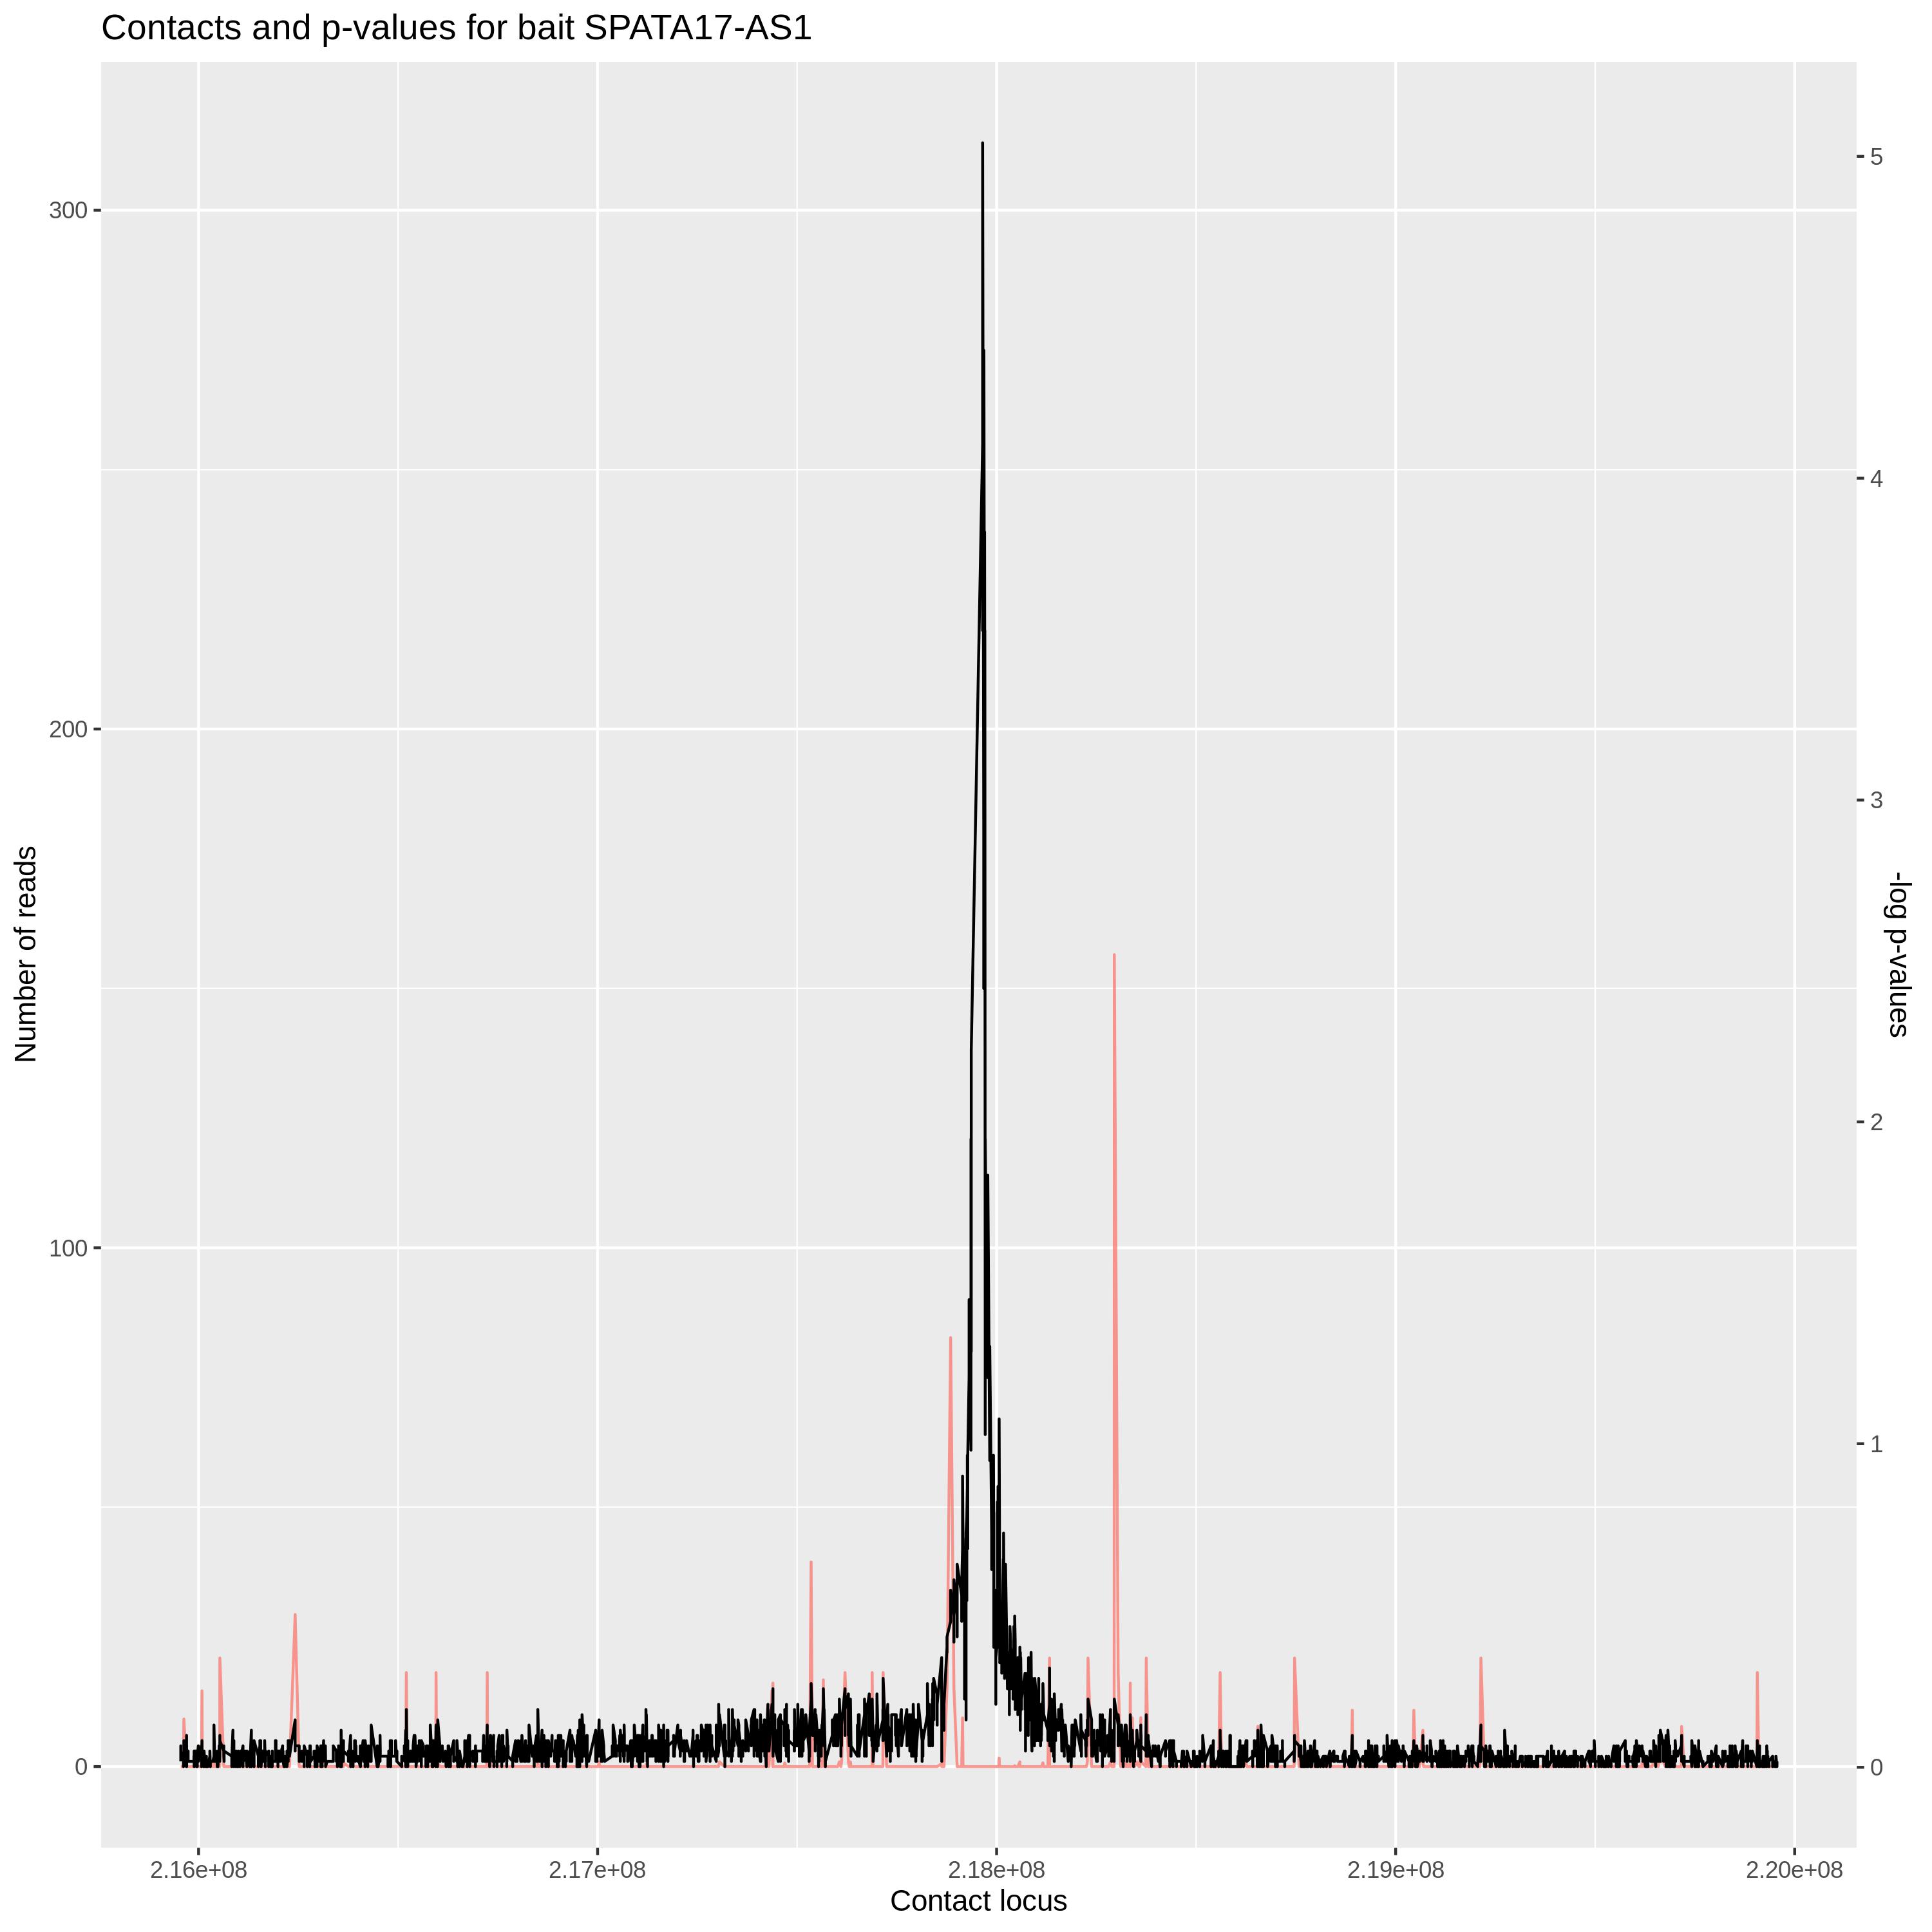 Contacts and p-values for bait SPATA17-AS1
300
200
100
0
Number of reads
5
4
3
2
1
0
-log p-values
2.16e+08
2.17e+08
2.18e+08
2.19e+08
2.20e+08
Contact locus